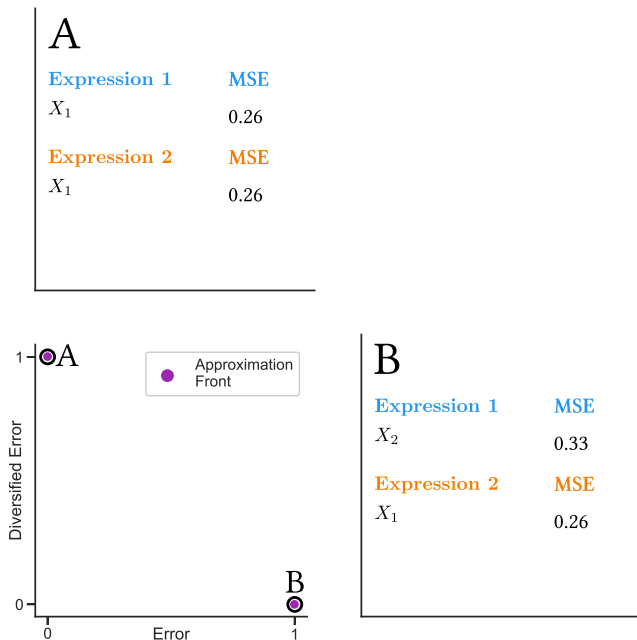 A
Expression 1 MSE
X₁ 0.26
Expression 2 MSE
X₁ 0.26
1
A
Approximation
Front
Diversified Error
B
0
0 Error 1
B
Expression 1 MSE
X₂ 0.33
Expression 2 MSE
X₁ 0.26